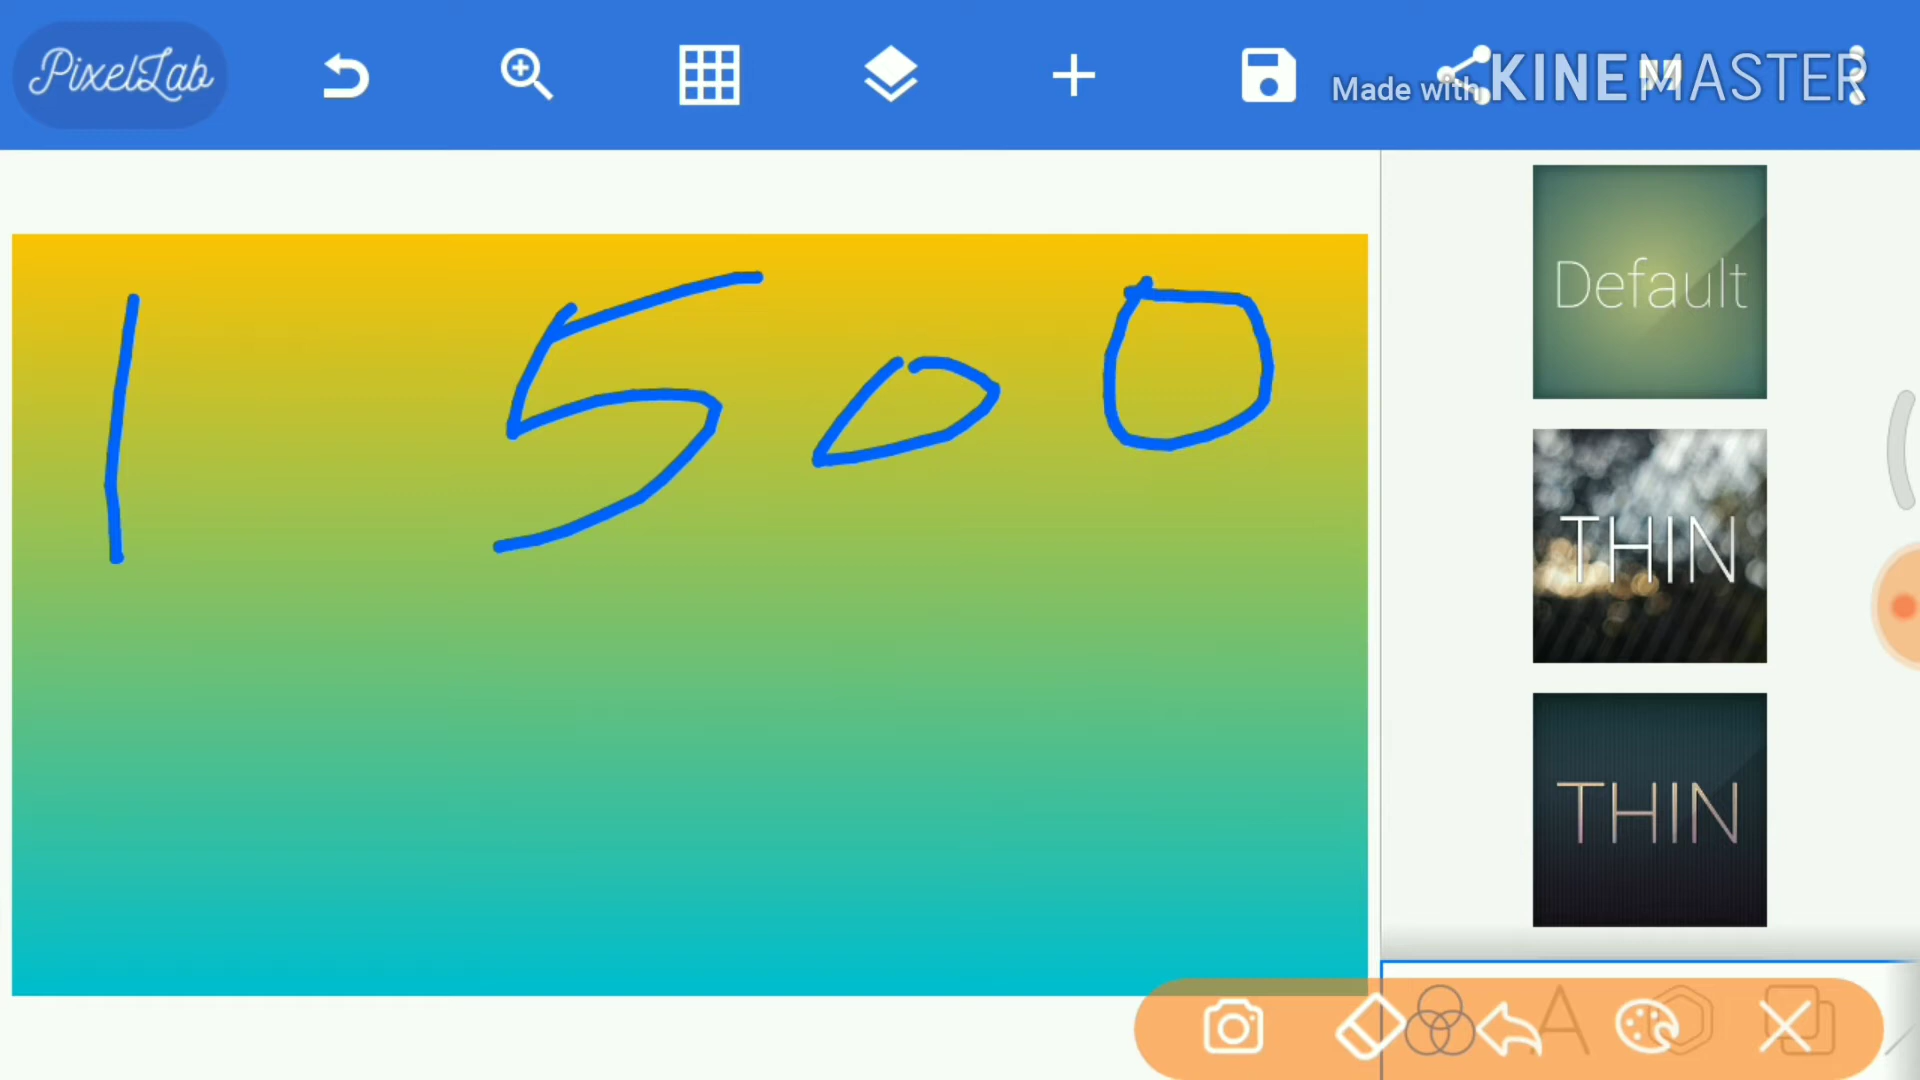 PixelLab
Made with KINEMASTER
1 500
Default
THIN
THIN